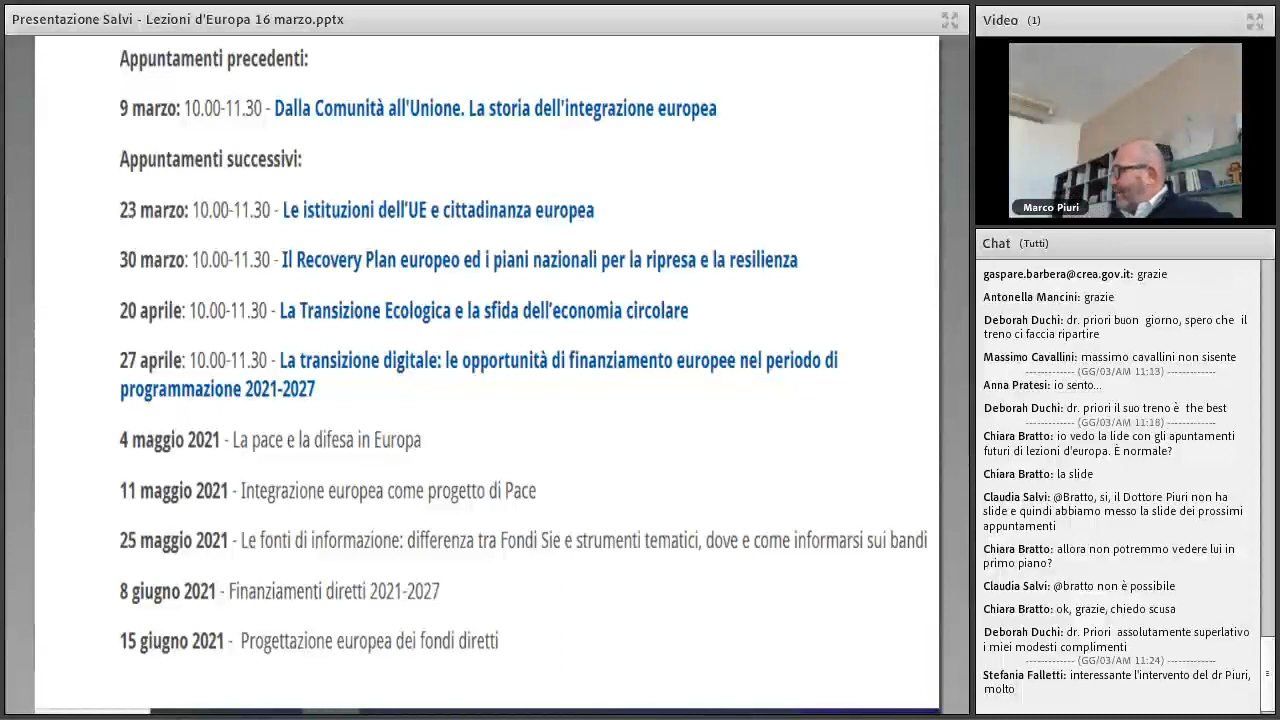 Presentazione Salvi - Lezioni d'Europa 16 marzo.pptx
Appuntamenti precedenti:
9 marzo: 10.00-11.30 - Dalla Comunità all'Unione. La storia dell'integrazione europea
Appuntamenti successivi:
23 marzo: 10.00-11.30 - Le istituzioni dell'UE e cittadinanza europea
30 marzo: 10.00-11.30 - Il Recovery Plan europeo ed i piani nazionali per la ripresa e la resilienza
20 aprile: 10.00-11.30 - La Transizione Ecologica e la sfida dell'economia circolare
27 aprile: 10.00-11.30 - La transizione digitale: le opportunità di finanziamento europee nel periodo di
programmazione 2021-2027
4 maggio 2021 - La pace e la difesa in Europa
11 maggio 2021 - Integrazione europea come progetto di Pace
25 maggio 2021 - Le fonti di informazione: differenza tra Fondi Sie e strumenti tematici, dove e come informarsi sui bandi
8 giugno 2021 - Finanziamenti diretti 2021-2027
15 giugno 2021 - Progettazione europea dei fondi diretti
Video (1)
Marco Piuri
Chat (Tutti)
gaspare.barbera@crea.gov.it: grazie
Antonella Mancini: grazie
Deborah Duchi: dr. priori buon giorno, spero che il
treno ci faccia ripartire
Massimo Cavallini: massimo cavallini non sisente
------------- (GG/03/AM 11:13) -------------
Anna Pratesi: io sento...
Deborah Duchi: dr. priori il suo treno è the best
------------- (GG/03/AM 11:18) -------------
Chiara Bratto: io vedo la lide con gli apuntamenti
futuri di lezioni d'europa. È normale?
Chiara Bratto: la slide
Claudia Salvi: @Bratto, si, il Dottore Piuri non ha
slide e quindi abbiamo messo la slide dei prossimi
appuntamenti
Chiara Bratto: allora non potremmo vedere lui in
primo piano?
Claudia Salvi: @bratto non è possibile
Chiara Bratto: ok, grazie, chiedo scusa
Deborah Duchi: dr. Priori assolutamente superlativo
i miei modesti complimenti
------------- (GG/03/AM 11:24) -------------
Stefania Falletti: interessante l'intervento del dr Piuri,
molto